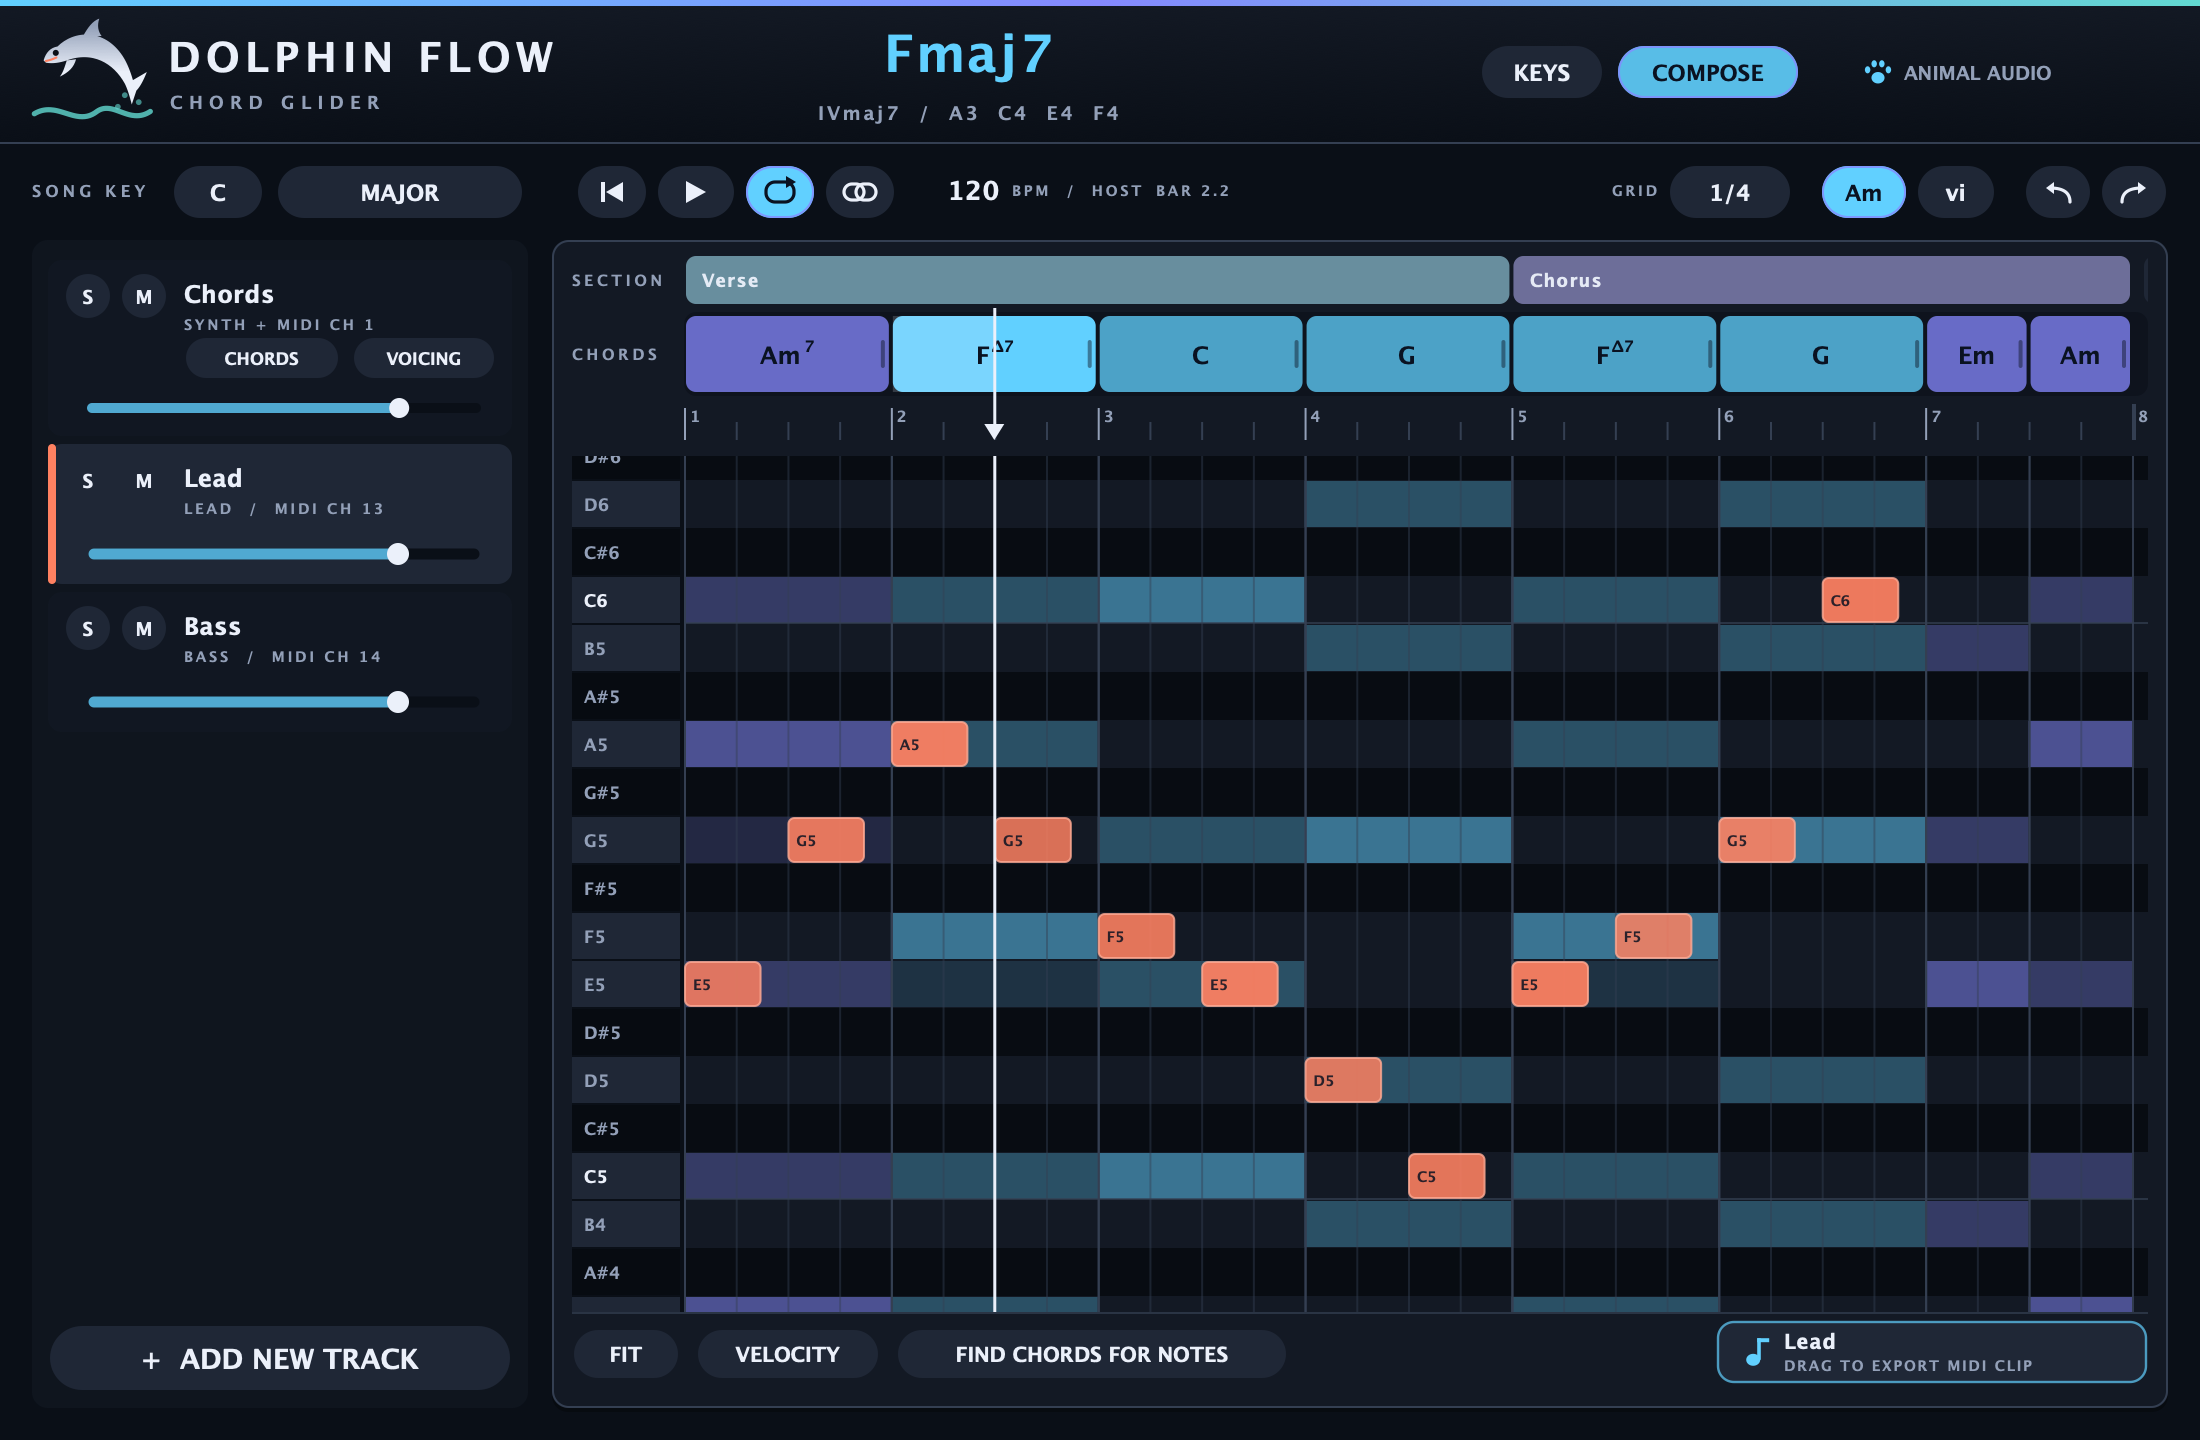 DOLPHIN FLOW
CHORD GLIDER
Fmaj7
IVmaj7 / A3 C4 E4 F4
KEYS COMPOSE ANIMAL AUDIO
SONG KEY C MAJOR
120 BPM / HOST BAR 2.2
GRID 1/4 Am vi
S M Chords
SYNTH + MIDI CH 1
CHORDS VOICING
S M Lead
LEAD / MIDI CH 13
S M Bass
BASS / MIDI CH 14
+ ADD NEW TRACK
SECTION Verse Chorus
CHORDS Am7 FΔ7 C G FΔ7 G Em Am
1 2 3 4 5 6 7 8
D#6
D6
C#6
C6 C6
B5
A#5
A5 A5
G#5
G5 G5 G5 G5
F#5
F5 F5 F5
E5 E5 E5 E5
D#5
D5 D5
C#5
C5 C5
B4
A#4
FIT VELOCITY FIND CHORDS FOR NOTES
Lead
DRAG TO EXPORT MIDI CLIP